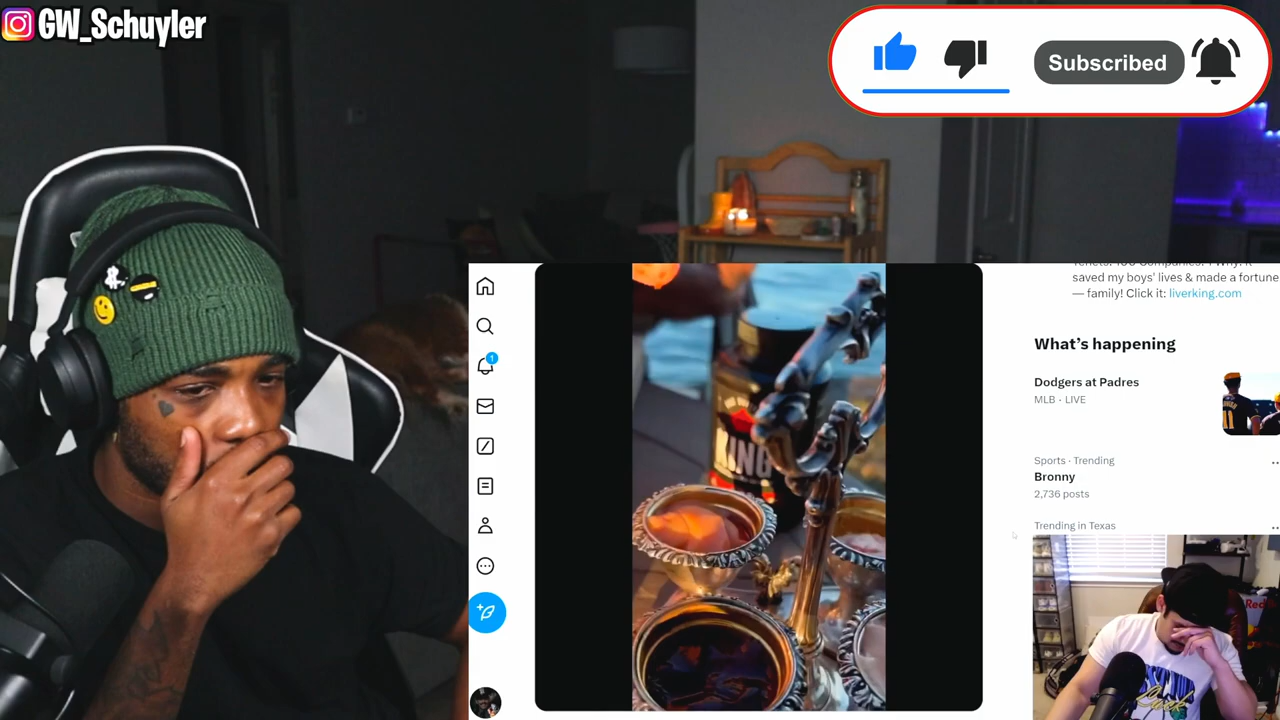 GW_Schuyler
Subscribed
saved my boys' lives & made a fortune
— family! Click it: liverking.com
What's happening
Dodgers at Padres
MLB · LIVE
Sports · Trending
Bronny
2,736 posts
Trending in Texas
1
KING